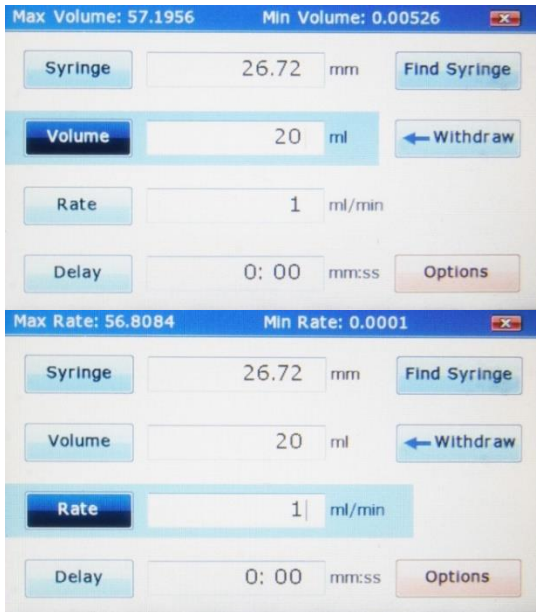 Max Volume: 57.1956 Min Volume: 0.00526
Syringe 26.72 mm Find Syringe
Volume 20 ml Withdraw
Rate 1 ml/min
Delay 0: 00 mm:ss Options
Max Rate: 56.8084 Min Rate: 0.0001
Syringe 26.72 mm Find Syringe
Volume 20 ml Withdraw
Rate 1 ml/min
Delay 0: 00 mm:ss Options